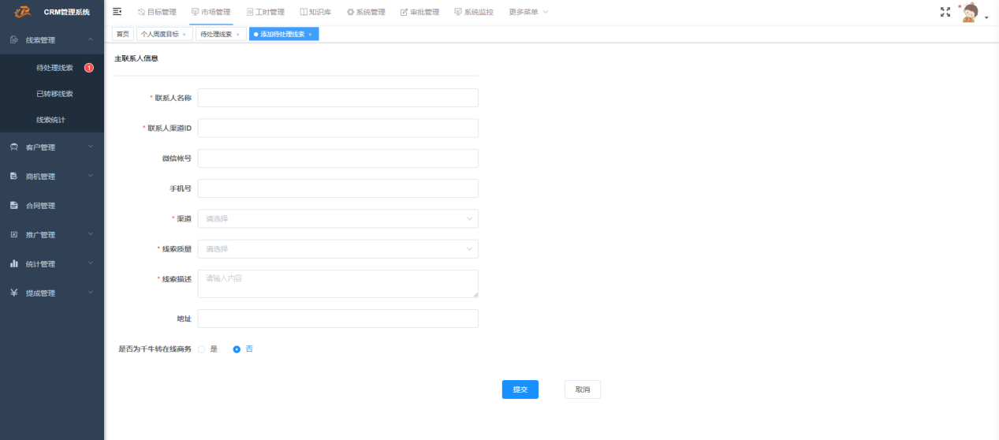 CRM管理系统
目标管理
市场管理
工时管理
知识库
系统管理
审批管理
系统监控
更多菜单
首页
个人周度目标 ×
待处理线索 ×
添加待处理线索 ×
线索管理
待处理线索 1
已转移线索
线索统计
客户管理
商机管理
合同管理
推广管理
统计管理
提成管理
主联系人信息
* 联系人名称
* 联系人渠道ID
微信帐号
手机号
* 渠道 请选择
* 线索质量 请选择
* 线索描述 请输入内容
地址
是否为千牛转在线商务 是 否
提交 取消